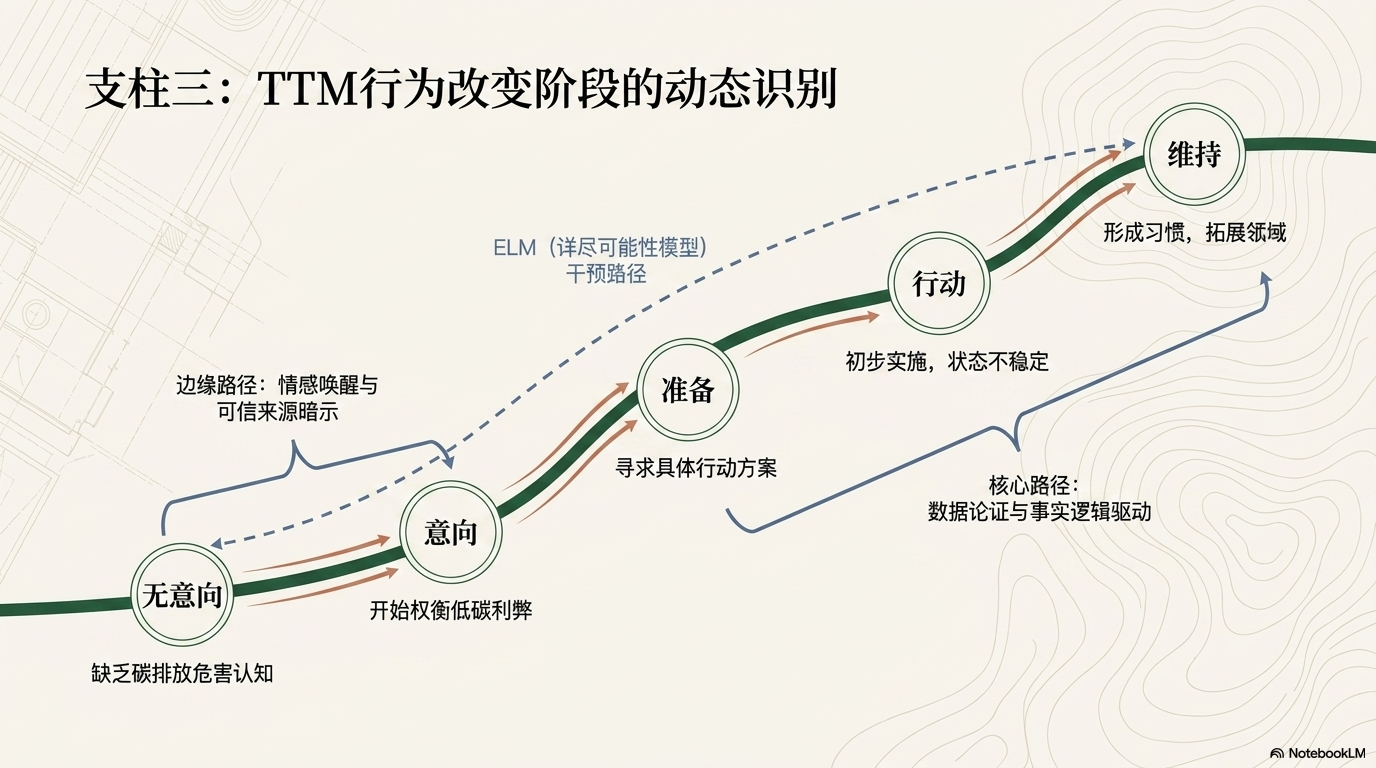 支柱三：TTM行为改变阶段的动态识别
维持
形成习惯，拓展领域
ELM（详尽可能性模型）
干预路径
行动
初步实施，状态不稳定
准备
寻求具体行动方案
边缘路径：情感唤醒与
可信来源暗示
核心路径：
数据论证与事实逻辑驱动
意向
开始权衡低碳利弊
无意向
缺乏碳排放危害认知
NotebookLM